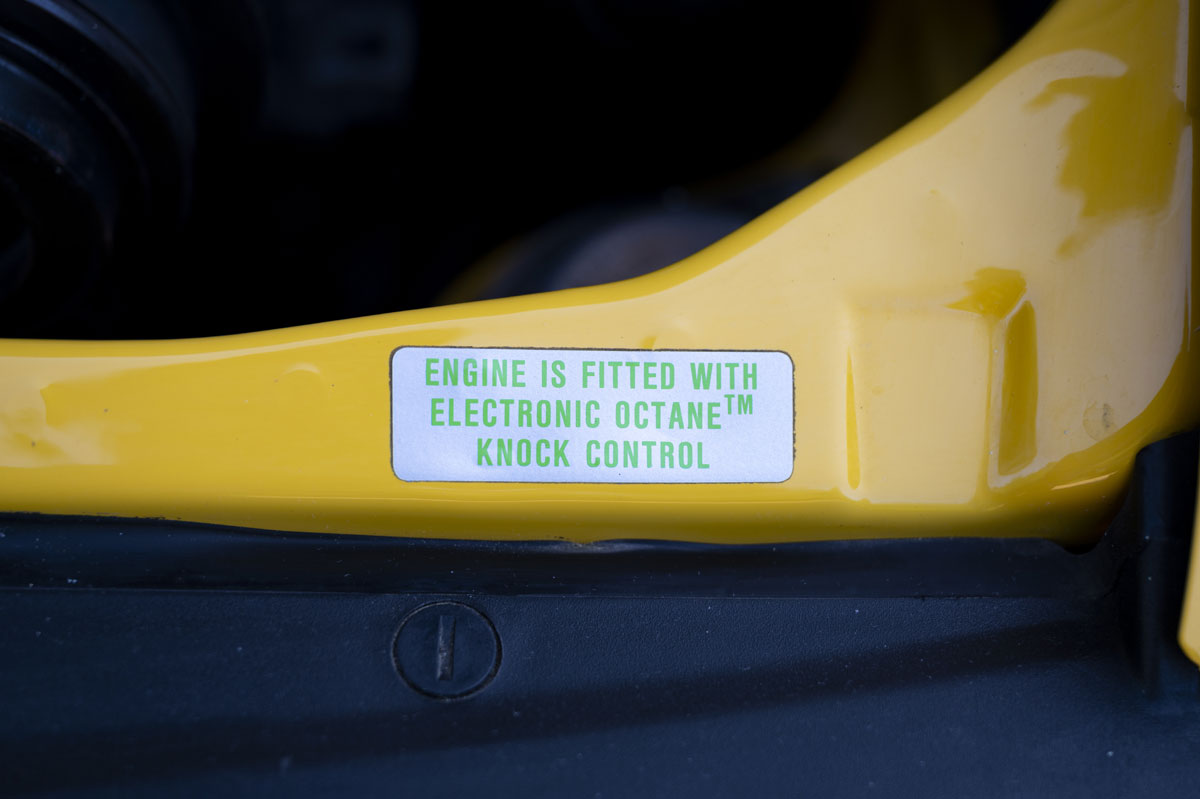 ENGINE IS FITTED WITH
ELECTRONIC OCTANE™
KNOCK CONTROL